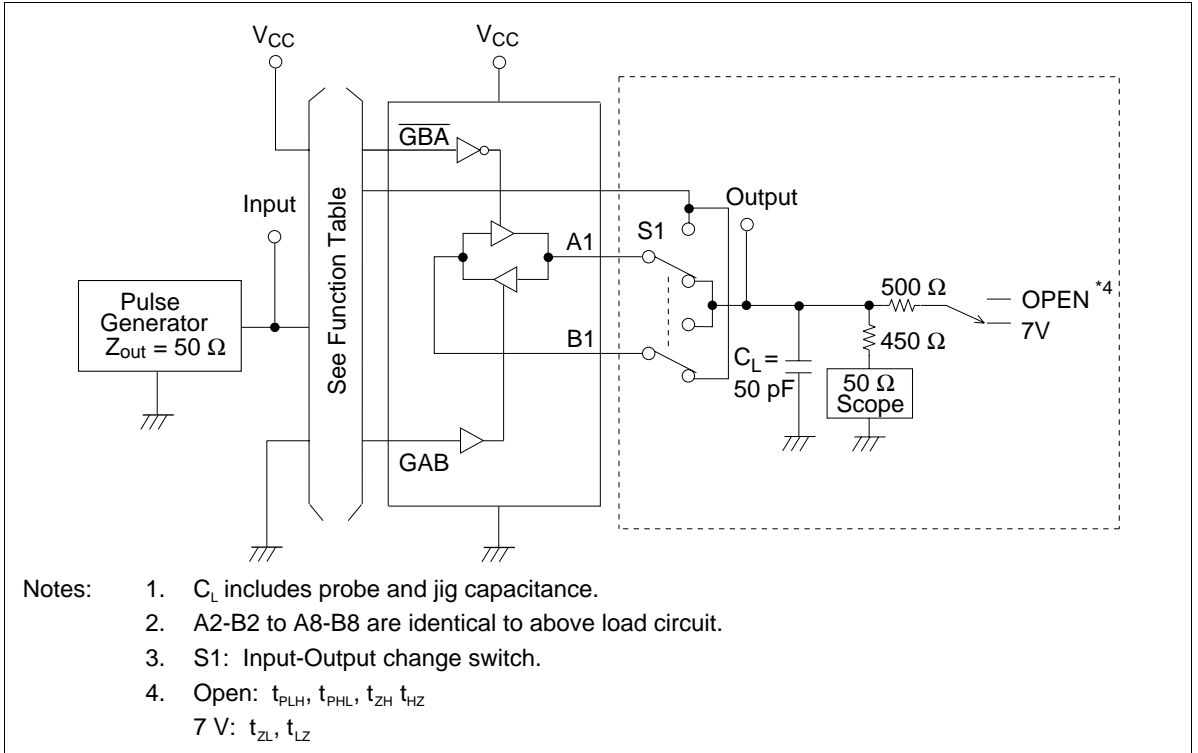 VCC
VCC
GBA
See Function Table
Input
Output
S1
A1
500 Ω
OPEN *4
7V
Pulse
Generator
Zout = 50 Ω
450 Ω
B1
CL =
50 pF
50 Ω
Scope
GAB
Notes: 1. CL includes probe and jig capacitance.
2. A2-B2 to A8-B8 are identical to above load circuit.
3. S1: Input-Output change switch.
4. Open: tPLH, tPHL, tZH tHZ
7 V: tZL, tLZ